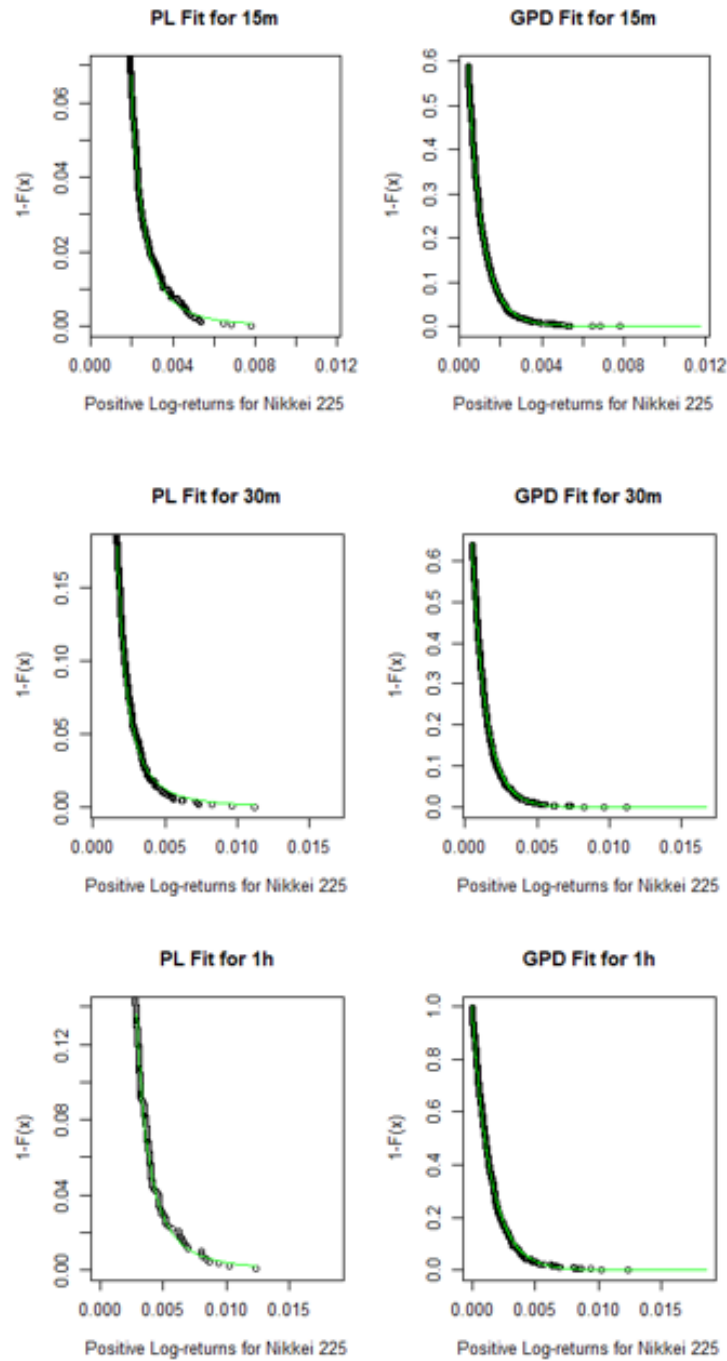 PL Fit for 15m
1-F(x)
0.06
0.04
0.02
0.00
0.000 0.004 0.008 0.012
Positive Log-returns for Nikkei 225
GPD Fit for 15m
1-F(x)
0.6
0.5
0.4
0.3
0.2
0.1
0.0
0.000 0.004 0.008 0.012
Positive Log-returns for Nikkei 225
PL Fit for 30m
1-F(x)
0.15
0.10
0.05
0.00
0.000 0.005 0.010 0.015
Positive Log-returns for Nikkei 225
GPD Fit for 30m
1-F(x)
0.6
0.5
0.4
0.3
0.2
0.1
0.0
0.000 0.005 0.010 0.015
Positive Log-returns for Nikkei 225
PL Fit for 1h
1-F(x)
0.12
0.08
0.04
0.00
0.000 0.005 0.010 0.015
Positive Log-returns for Nikkei 225
GPD Fit for 1h
1-F(x)
1.0
0.8
0.6
0.4
0.2
0.0
0.000 0.005 0.010 0.015
Positive Log-returns for Nikkei 225